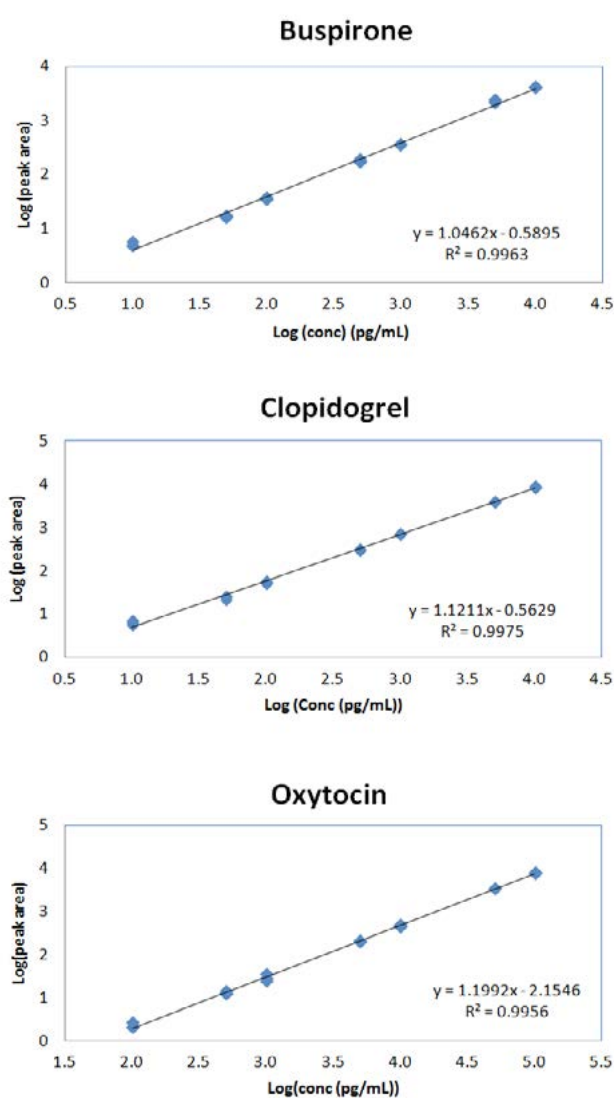 Buspirone
4
3
2
1
0
Log (peak area)
y = 1.0462x - 0.5895
R² = 0.9963
0.5 1.0 1.5 2.0 2.5 3.0 3.5 4.0 4.5
Log (conc) (pg/mL)
Clopidogrel
5
4
3
2
1
0
Log (peak area)
y = 1.1211x - 0.5629
R² = 0.9975
0.5 1.0 1.5 2.0 2.5 3.0 3.5 4.0 4.5
Log (Conc (pg/mL))
Oxytocin
5
4
3
2
1
0
Log(peak area)
y = 1.1992x - 2.1546
R² = 0.9956
1.5 2.0 2.5 3.0 3.5 4.0 4.5 5.0 5.5
Log(conc (pg/mL))